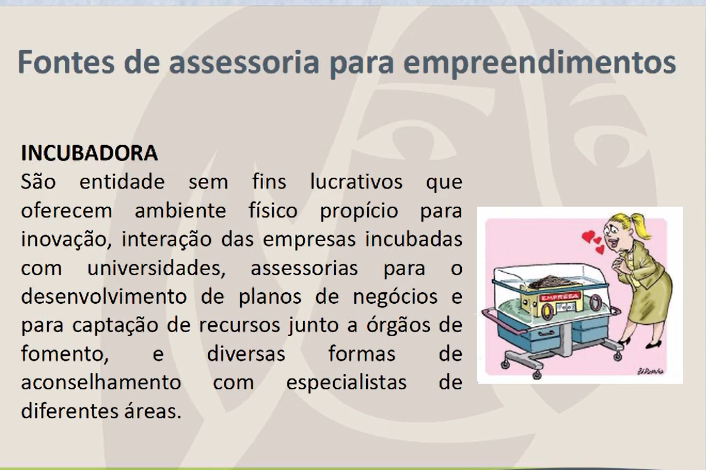 Fontes de assessoria para empreendimentos
INCUBADORA
São entidade sem fins lucrativos que
oferecem ambiente físico propício para
inovação, interação das empresas incubadas
com universidades, assessorias para o
desenvolvimento de planos de negócios e
para captação de recursos junto a órgãos de
fomento, e diversas formas de
aconselhamento com especialistas de
diferentes áreas.
EMPRESA